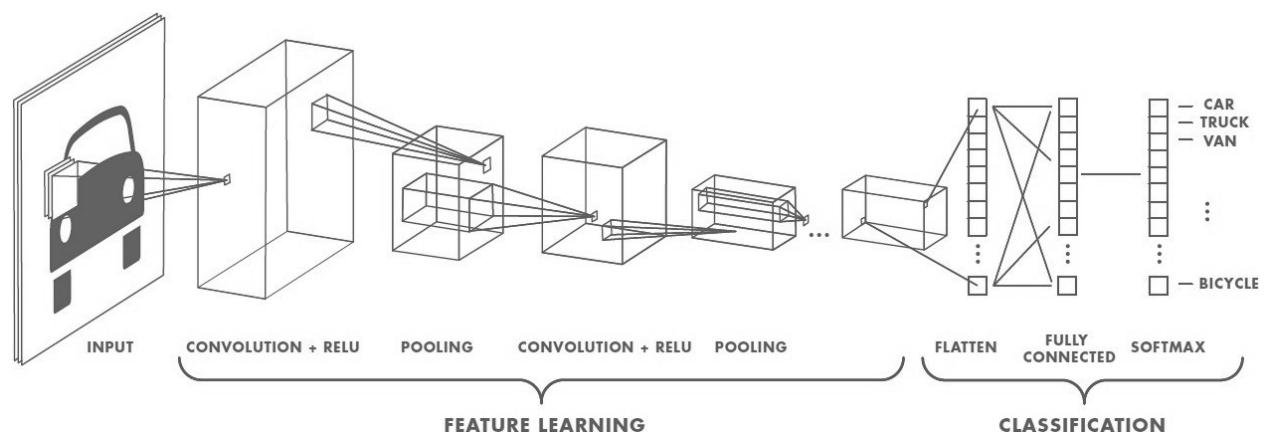 CAR
TRUCK
VAN
BICYCLE
INPUT
CONVOLUTION + RELU
POOLING
CONVOLUTION + RELU
POOLING
FLATTEN
FULLY
CONNECTED
SOFTMAX
FEATURE LEARNING
CLASSIFICATION